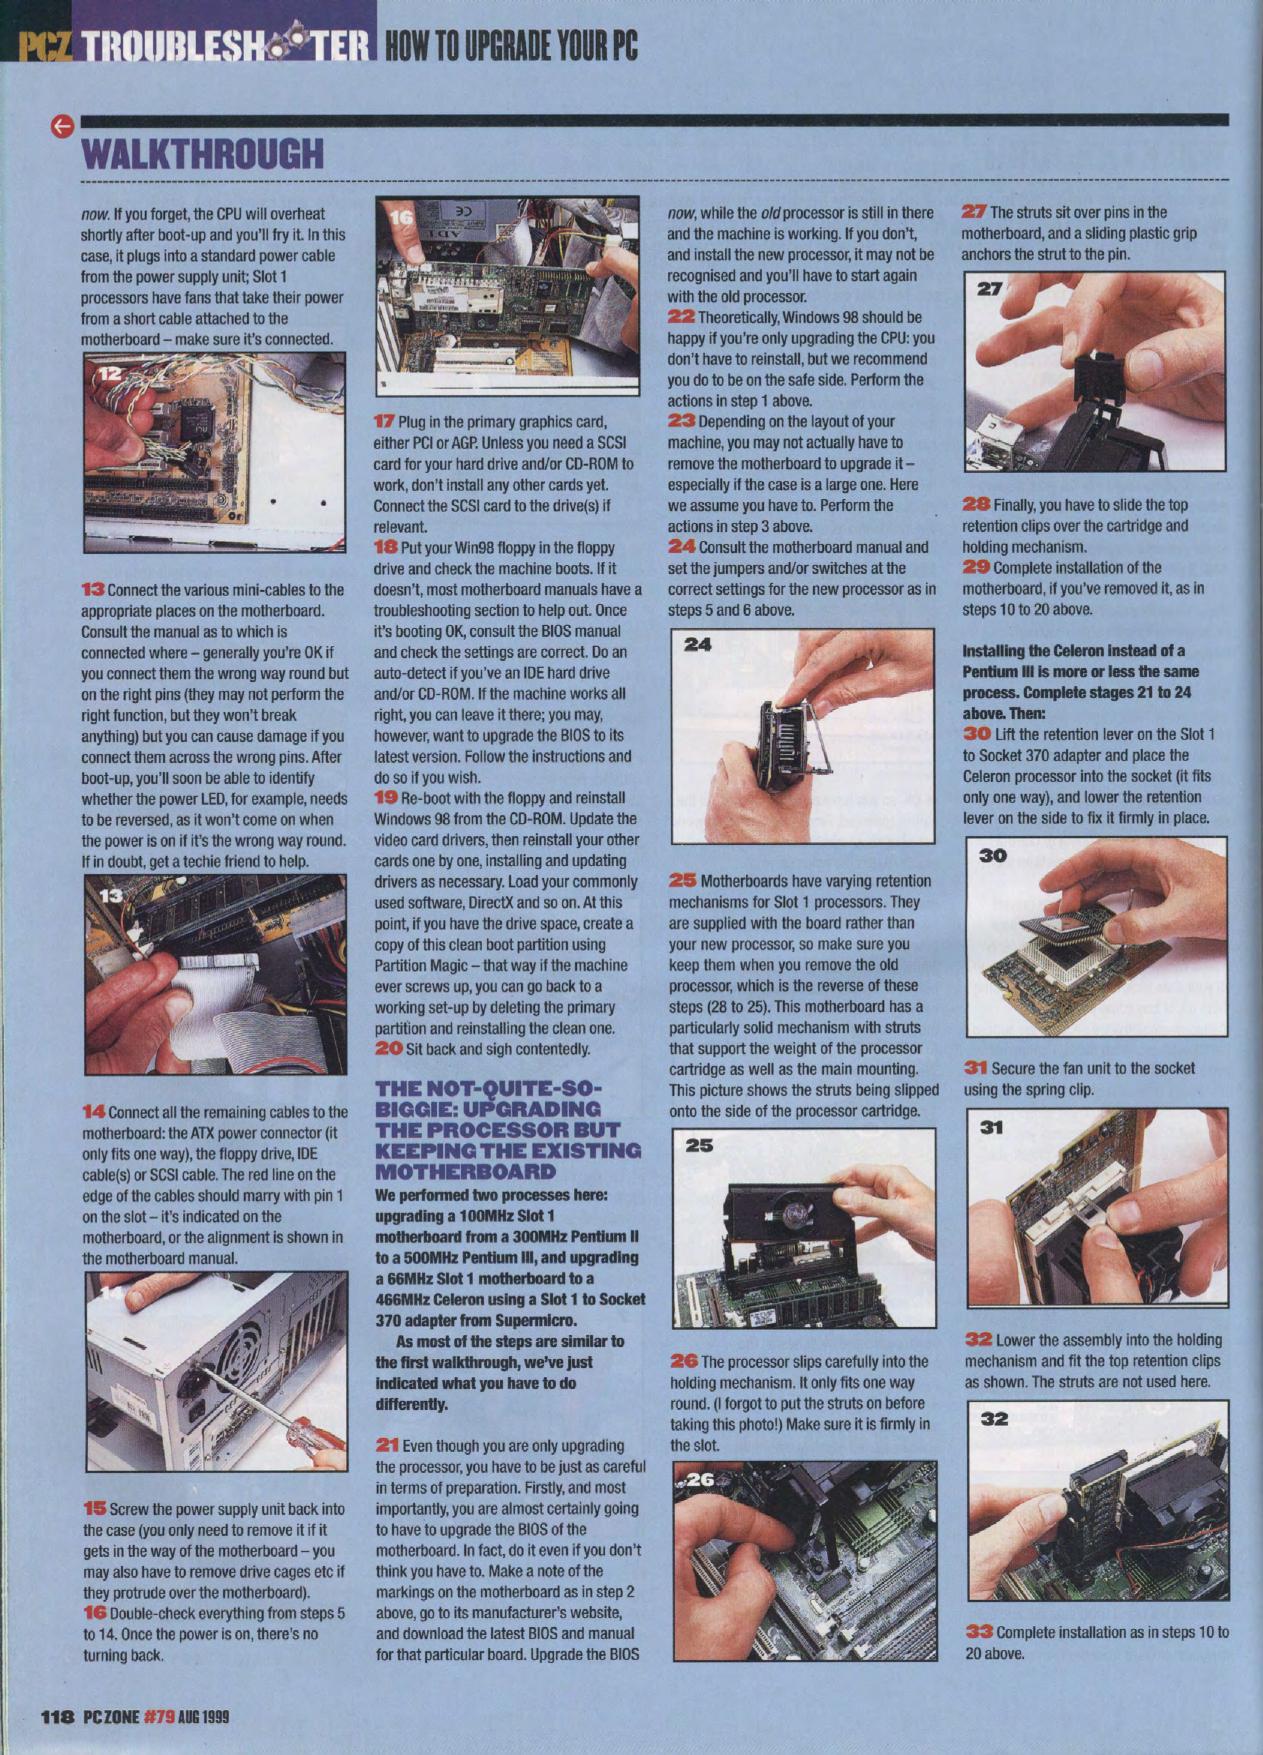 PCZ TROUBLESHOOTER HOW TO UPGRADE YOUR PC
WALKTHROUGH
now. If you forget, the CPU will overheat
shortly after boot-up and you'll fry it. In this
case, it plugs into a standard power cable
from the power supply unit; Slot 1
processors have fans that take their power
from a short cable attached to the
motherboard – make sure it's connected.
12
13 Connect the various mini-cables to the
appropriate places on the motherboard.
Consult the manual as to which is
connected where – generally you're OK if
you connect them the wrong way round but
on the right pins (they may not perform the
right function, but they won't break
anything) but you can cause damage if you
connect them across the wrong pins. After
boot-up, you'll soon be able to identify
whether the power LED, for example, needs
to be reversed, as it won't come on when
the power is on if it's the wrong way round.
If in doubt, get a techie friend to help.
13
14 Connect all the remaining cables to the
motherboard: the ATX power connector (it
only fits one way), the floppy drive, IDE
cable(s) or SCSI cable. The red line on the
edge of the cables should marry with pin 1
on the slot – it's indicated on the
motherboard, or the alignment is shown in
the motherboard manual.
14
15 Screw the power supply unit back into
the case (you only need to remove it if it
gets in the way of the motherboard – you
may also have to remove drive cages etc if
they protrude over the motherboard).
16 Double-check everything from steps 5
to 14. Once the power is on, there's no
turning back.
16
17 Plug in the primary graphics card,
either PCI or AGP. Unless you need a SCSI
card for your hard drive and/or CD-ROM to
work, don't install any other cards yet.
Connect the SCSI card to the drive(s) if
relevant.
18 Put your Win98 floppy in the floppy
drive and check the machine boots. If it
doesn't, most motherboard manuals have a
troubleshooting section to help out. Once
it's booting OK, consult the BIOS manual
and check the settings are correct. Do an
auto-detect if you've an IDE hard drive
and/or CD-ROM. If the machine works all
right, you can leave it there; you may,
however, want to upgrade the BIOS to its
latest version. Follow the instructions and
do so if you wish.
19 Re-boot with the floppy and reinstall
Windows 98 from the CD-ROM. Update the
video card drivers, then reinstall your other
cards one by one, installing and updating
drivers as necessary. Load your commonly
used software, DirectX and so on. At this
point, if you have the drive space, create a
copy of this clean boot partition using
Partition Magic – that way if the machine
ever screws up, you can go back to a
working set-up by deleting the primary
partition and reinstalling the clean one.
20 Sit back and sigh contentedly.
THE NOT-QUITE-SO-
BIGGIE: UPGRADING
THE PROCESSOR BUT
KEEPING THE EXISTING
MOTHERBOARD
We performed two processes here:
upgrading a 100MHz Slot 1
motherboard from a 300MHz Pentium II
to a 500MHz Pentium III, and upgrading
a 66MHz Slot 1 motherboard to a
466MHz Celeron using a Slot 1 to Socket
370 adapter from Supermicro.
As most of the steps are similar to
the first walkthrough, we've just
indicated what you have to do
differently.
21 Even though you are only upgrading
the processor, you have to be just as careful
in terms of preparation. Firstly, and most
importantly, you are almost certainly going
to have to upgrade the BIOS of the
motherboard. In fact, do it even if you don't
think you have to. Make a note of the
markings on the motherboard as in step 2
above, go to its manufacturer's website,
and download the latest BIOS and manual
for that particular board. Upgrade the BIOS
now, while the old processor is still in there
and the machine is working. If you don't,
and install the new processor, it may not be
recognised and you'll have to start again
with the old processor.
22 Theoretically, Windows 98 should be
happy if you're only upgrading the CPU: you
don't have to reinstall, but we recommend
you do to be on the safe side. Perform the
actions in step 1 above.
23 Depending on the layout of your
machine, you may not actually have to
remove the motherboard to upgrade it –
especially if the case is a large one. Here
we assume you have to. Perform the
actions in step 3 above.
24 Consult the motherboard manual and
set the jumpers and/or switches at the
correct settings for the new processor as in
steps 5 and 6 above.
24
25 Motherboards have varying retention
mechanisms for Slot 1 processors. They
are supplied with the board rather than
your new processor, so make sure you
keep them when you remove the old
processor, which is the reverse of these
steps (28 to 25). This motherboard has a
particularly solid mechanism with struts
that support the weight of the processor
cartridge as well as the main mounting.
This picture shows the struts being slipped
onto the side of the processor cartridge.
25
26 The processor slips carefully into the
holding mechanism. It only fits one way
round. (I forgot to put the struts on before
taking this photo!) Make sure it is firmly in
the slot.
26
27 The struts sit over pins in the
motherboard, and a sliding plastic grip
anchors the strut to the pin.
27
28 Finally, you have to slide the top
retention clips over the cartridge and
holding mechanism.
29 Complete installation of the
motherboard, if you've removed it, as in
steps 10 to 20 above.
Installing the Celeron instead of a
Pentium III is more or less the same
process. Complete stages 21 to 24
above. Then:
30 Lift the retention lever on the Slot 1
to Socket 370 adapter and place the
Celeron processor into the socket (it fits
only one way), and lower the retention
lever on the side to fix it firmly in place.
30
31 Secure the fan unit to the socket
using the spring clip.
31
32 Lower the assembly into the holding
mechanism and fit the top retention clips
as shown. The struts are not used here.
32
33 Complete installation as in steps 10 to
20 above.
118 PC ZONE #79 AUG 1999